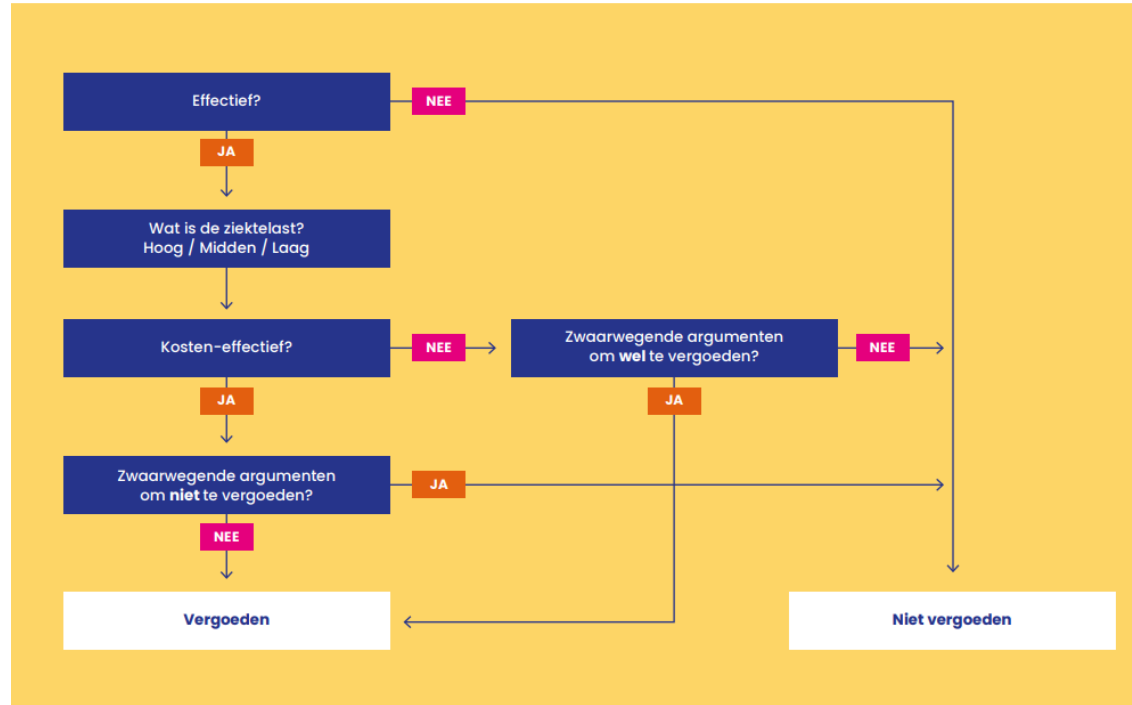 Effectief?
NEE
JA
Wat is de ziektelast?
Hoog / Midden / Laag
Kosten-effectief?
NEE
Zwaarwegende argumenten
om wel te vergoeden?
NEE
JA
JA
Zwaarwegende argumenten
om niet te vergoeden?
JA
NEE
Vergoeden
Niet vergoeden